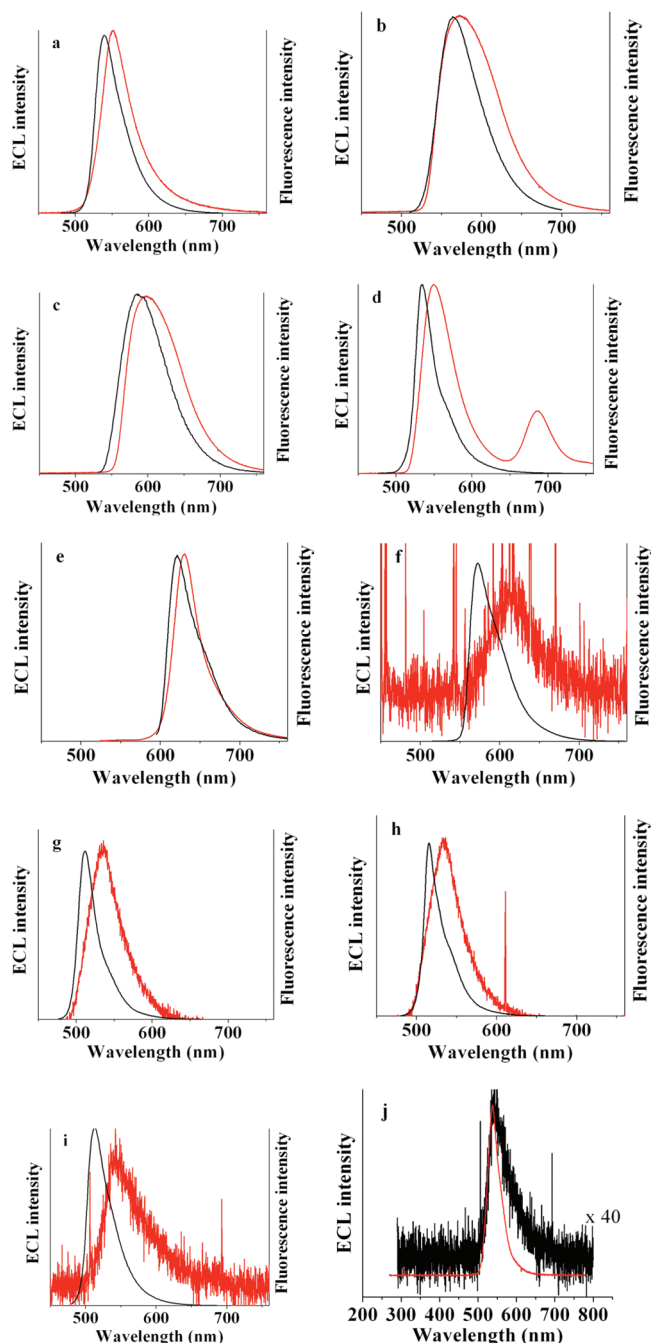 a
ECL intensity
Fluorescence intensity
500 600 700
Wavelength (nm)
b
ECL intensity
Fluorescence intensity
500 600 700
Wavelength (nm)
c
ECL intensity
Fluorescence intensity
500 600 700
Wavelength (nm)
d
ECL intensity
Fluorescence intensity
500 600 700
Wavelength (nm)
e
ECL intensity
Fluorescence intensity
500 600 700
Wavelength (nm)
f
ECL intensity
Fluorescence intensity
500 600 700
Wavelength (nm)
g
ECL intensity
Fluorescence intensity
500 600 700
Wavelength (nm)
h
ECL intensity
Fluorescence intensity
500 600 700
Wavelength (nm)
i
ECL intensity
Fluorescence intensity
500 600 700
Wavelength (nm)
j
ECL intensity
x 40
200 300 400 500 600 700 800
Wavelength (nm)